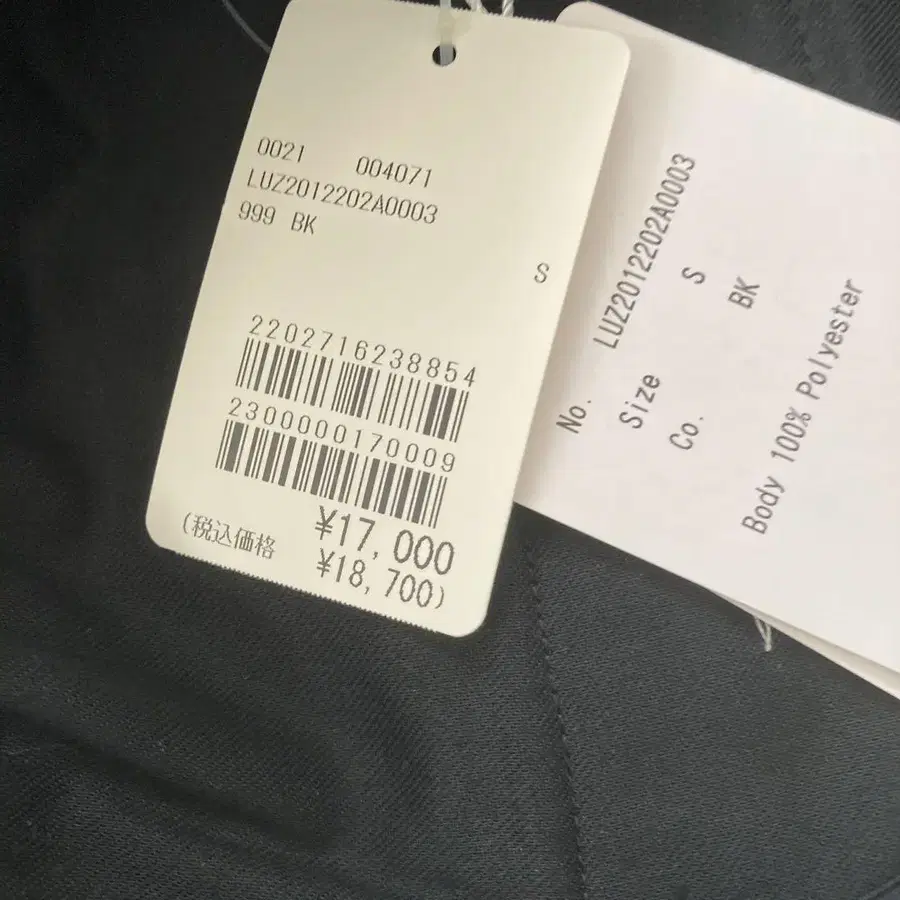 0021 004071
LUZ2012202A0003
999 BK
S
2202716238854
2300000170009
¥17,000
(税込価格 ¥18,700)
No. LUZ2012202A0003
Size S
Co. BK
Body 100% Polyester